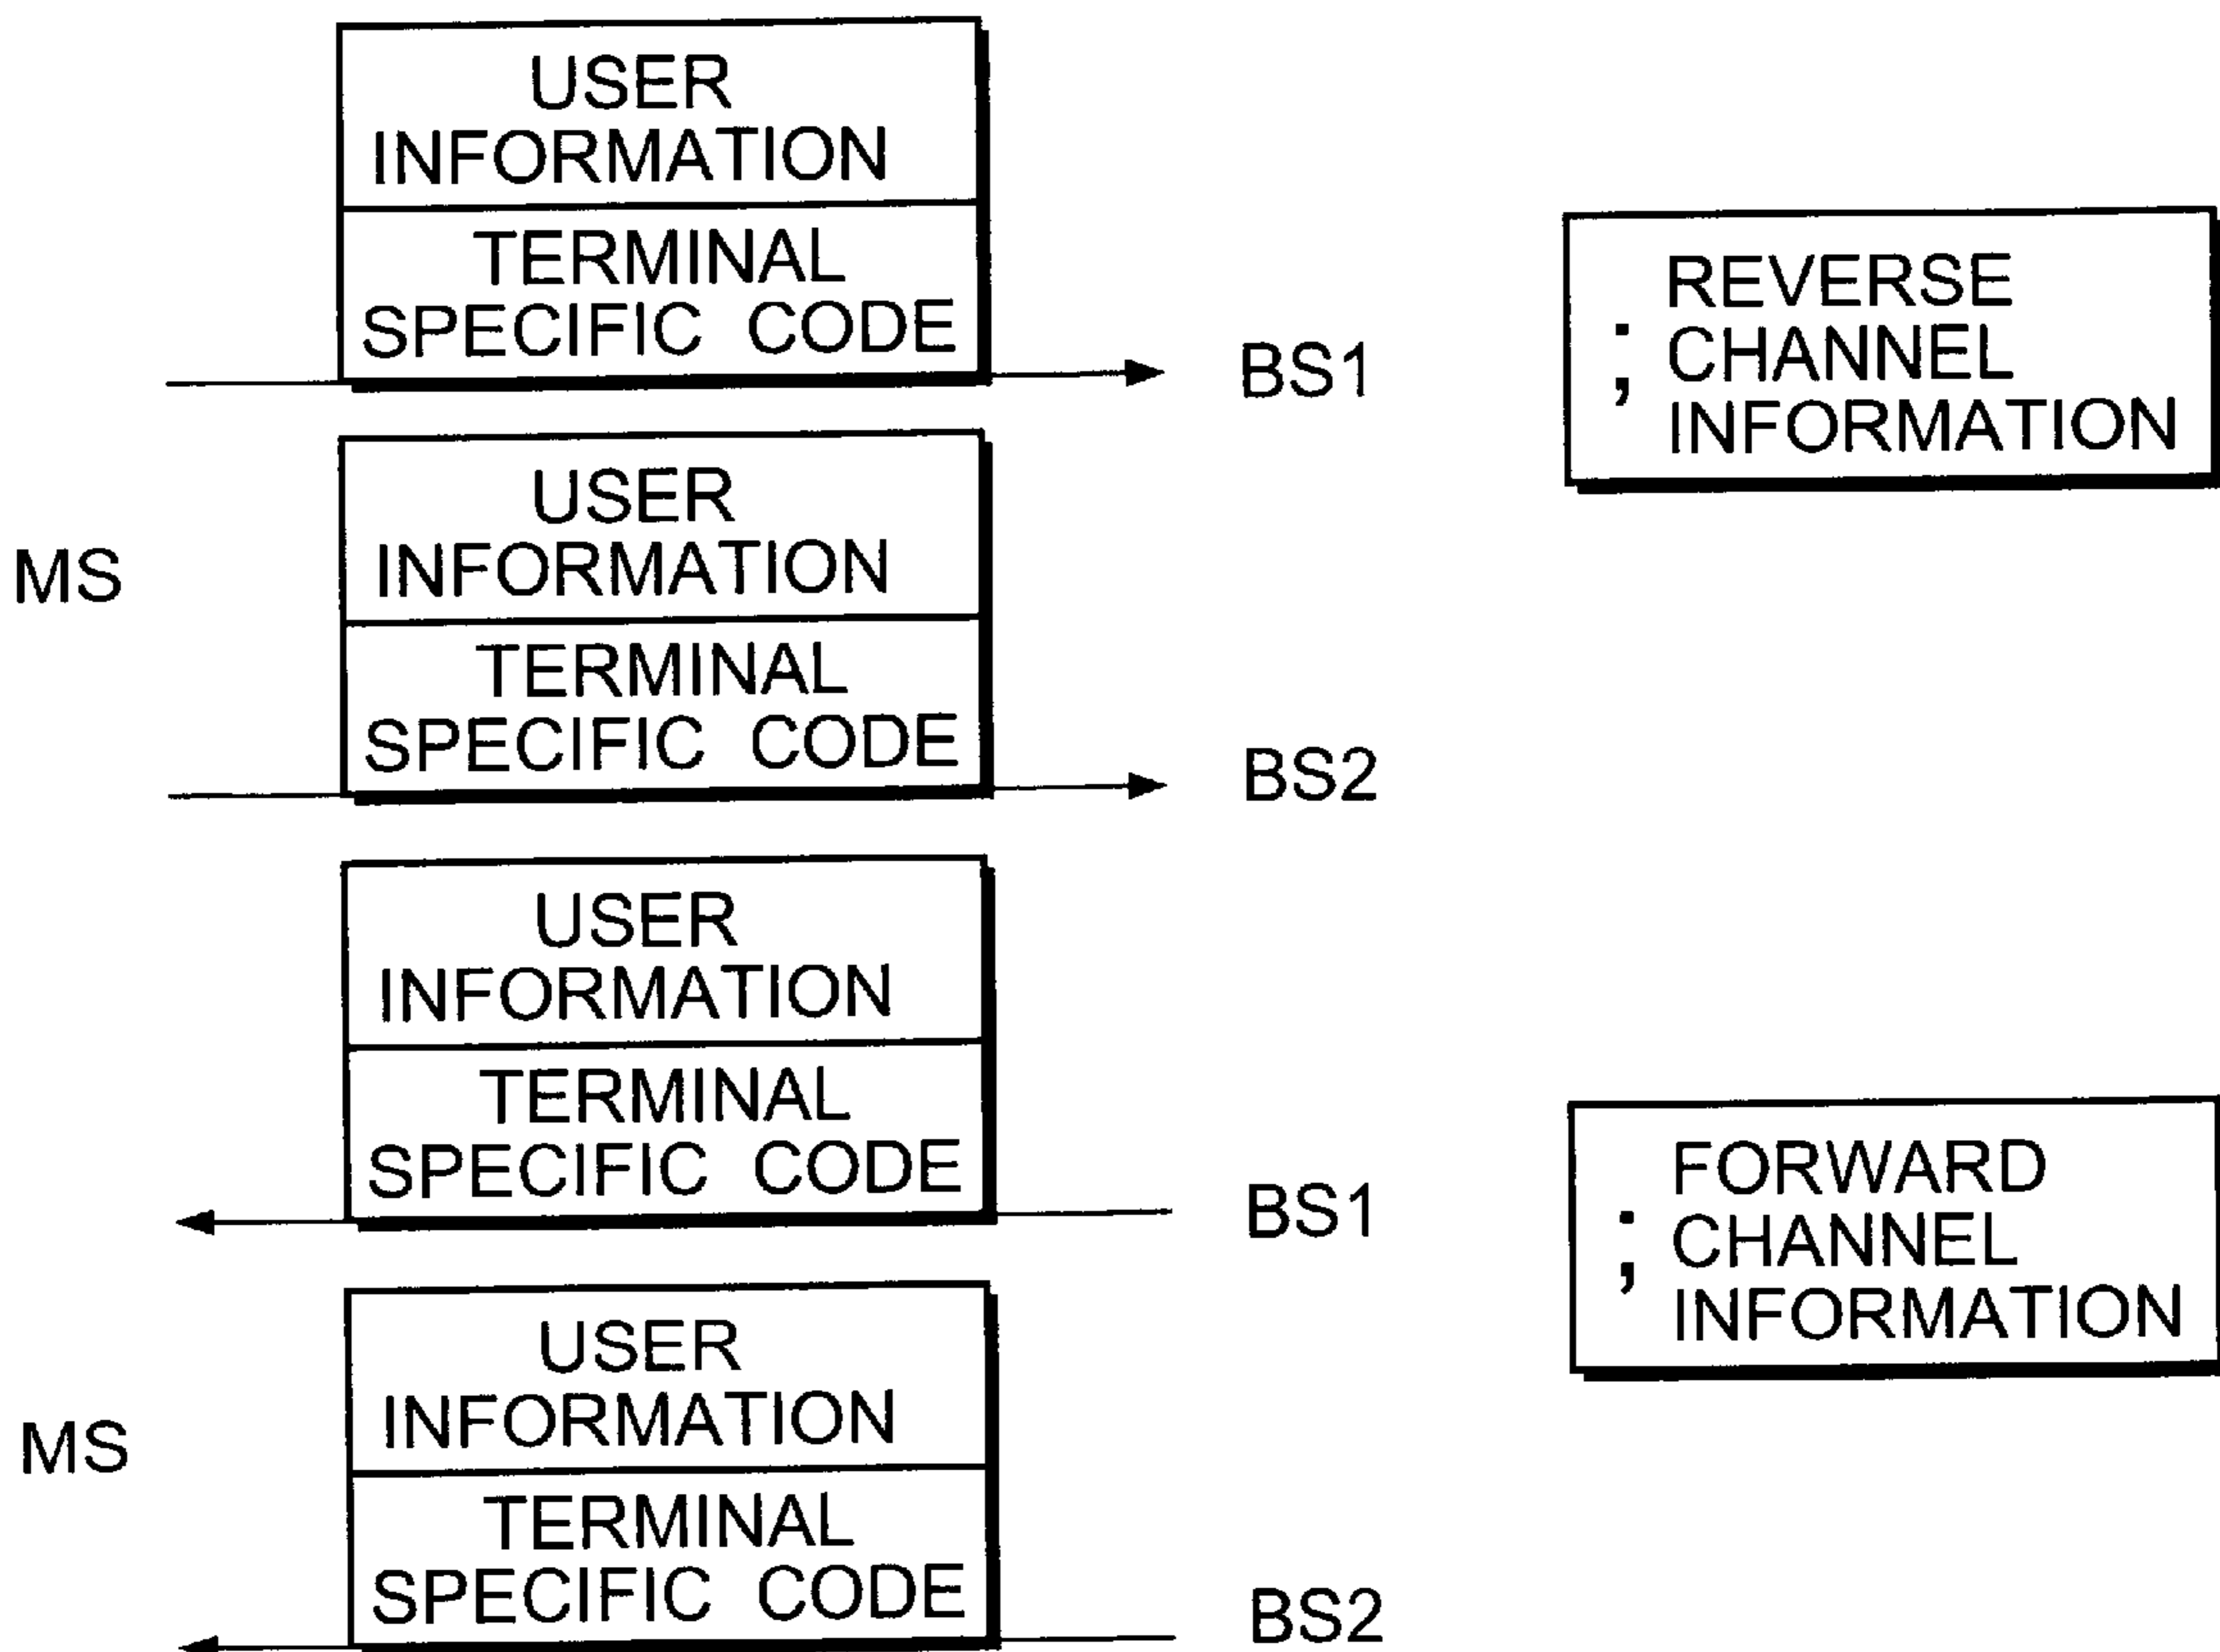 USER
INFORMATION
TERMINAL
SPECIFIC CODE
BS1
REVERSE
; CHANNEL
INFORMATION
MS
USER
INFORMATION
TERMINAL
SPECIFIC CODE
BS2
USER
INFORMATION
TERMINAL
SPECIFIC CODE
BS1
FORWARD
; CHANNEL
INFORMATION
MS
USER
INFORMATION
TERMINAL
SPECIFIC CODE
BS2